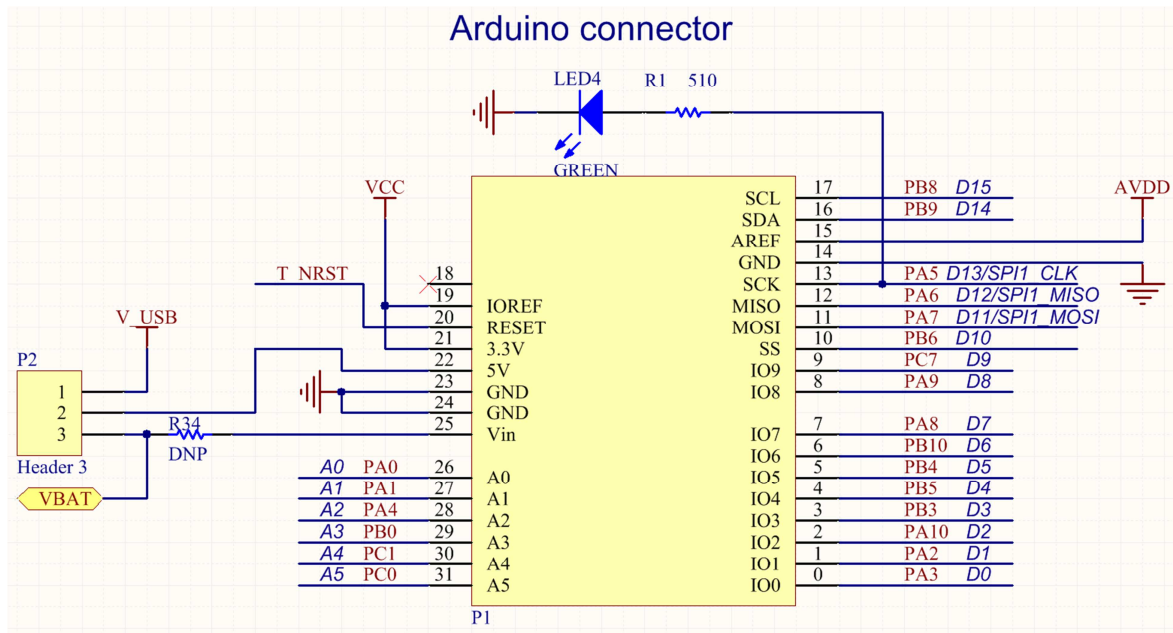 Arduino connector
LED4 R1 510
GREEN
VCC
AVDD
T_NRST
V_USB
P2
1
2
3
Header 3
VBAT
R34
DNP
18
19 IOREF
20 RESET
21 3.3V
22 5V
23 GND
24 GND
25 Vin
A0 PA0 26 A0
A1 PA1 27 A1
A2 PA4 28 A2
A3 PB0 29 A3
A4 PC1 30 A4
A5 PC0 31 A5
SCL 17 PB8 D15
SDA 16 PB9 D14
AREF 15
GND 14
SCK 13 PA5 D13/SPI1_CLK
MISO 12 PA6 D12/SPI1_MISO
MOSI 11 PA7 D11/SPI1_MOSI
SS 10 PB6 D10
IO9 9 PC7 D9
IO8 8 PA9 D8
IO7 7 PA8 D7
IO6 6 PB10 D6
IO5 5 PB4 D5
IO4 4 PB5 D4
IO3 3 PB3 D3
IO2 2 PA10 D2
IO1 1 PA2 D1
IO0 0 PA3 D0
P1